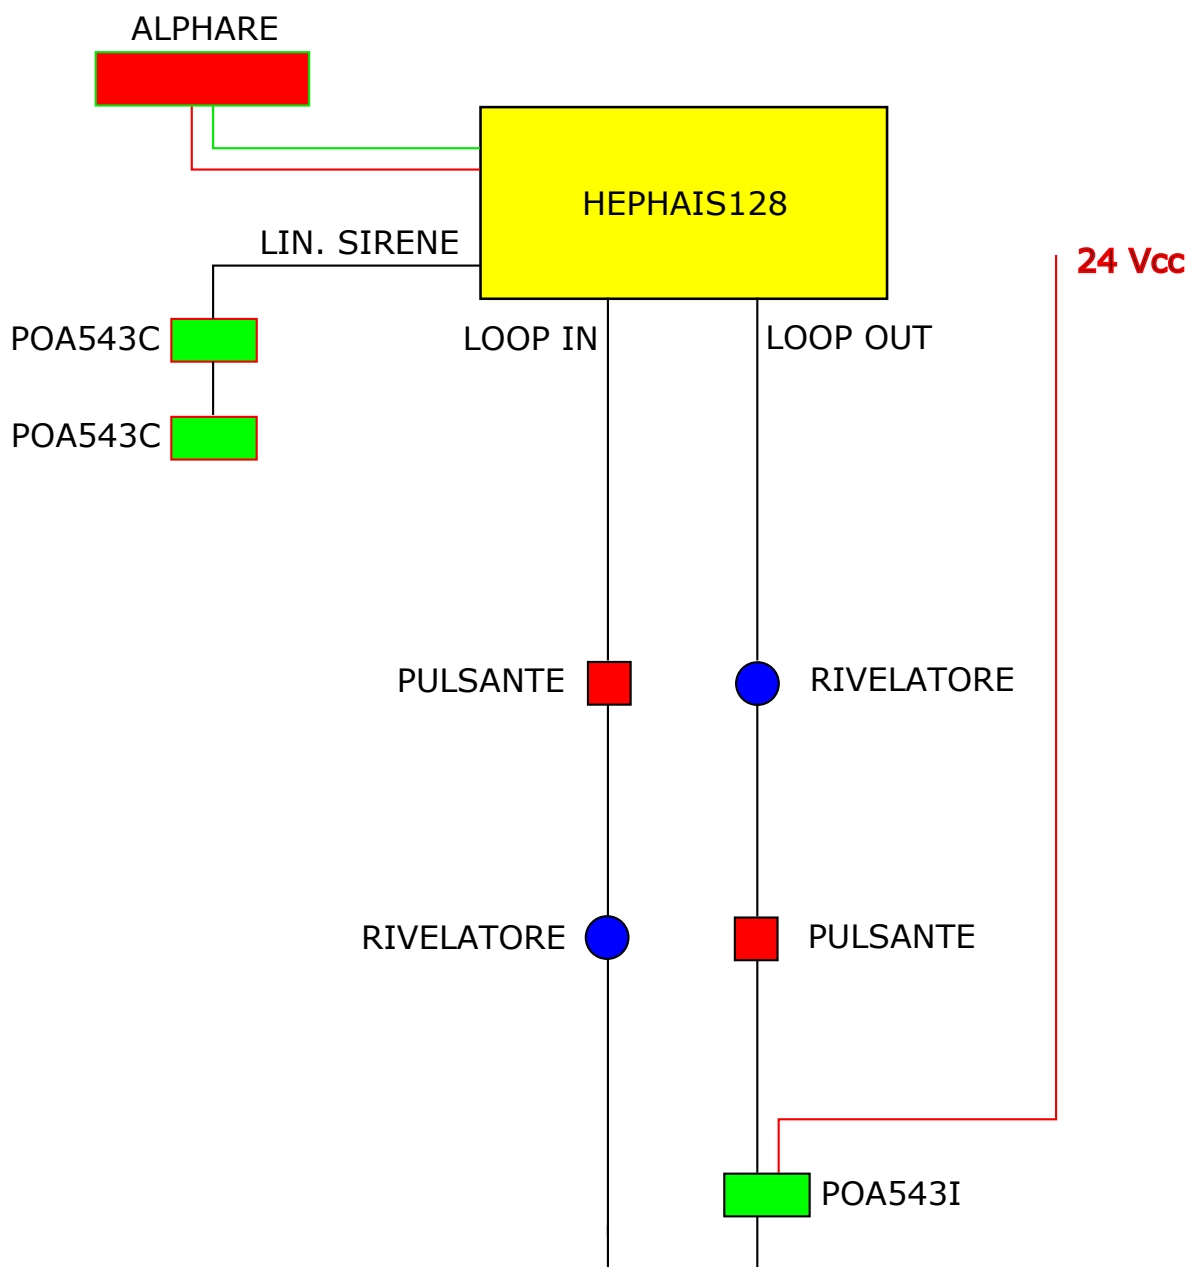 ALPHARE
HEPHAIS128
LIN. SIRENE
24 Vcc
POA543C
LOOP IN
LOOP OUT
POA543C
PULSANTE
RIVELATORE
RIVELATORE
PULSANTE
POA543I